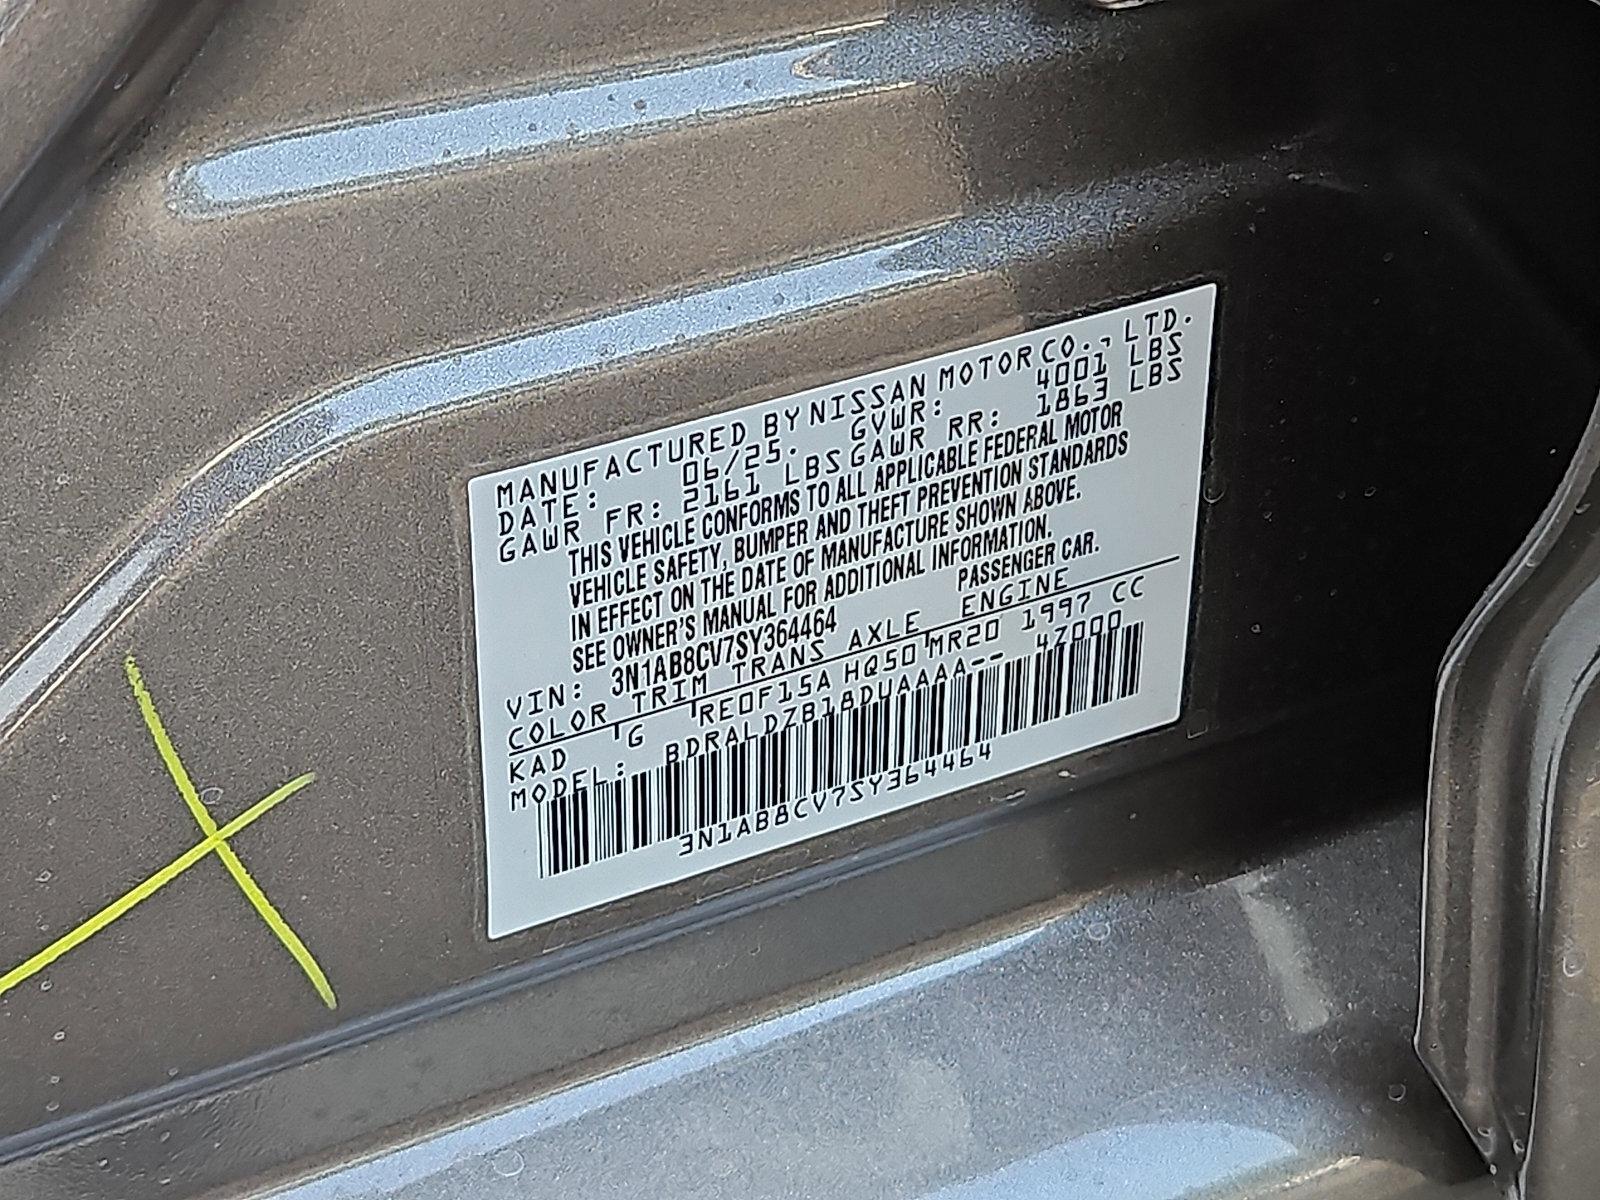 MANUFACTURED BY NISSAN MOTOR CO., LTD.
DATE: 06/25. GVWR: 4001 LBS
GAWR FR: 2161 LBS GAWR RR: 1863 LBS
THIS VEHICLE CONFORMS TO ALL APPLICABLE FEDERAL MOTOR
VEHICLE SAFETY, BUMPER AND THEFT PREVENTION STANDARDS
IN EFFECT ON THE DATE OF MANUFACTURE SHOWN ABOVE.
SEE OWNER'S MANUAL FOR ADDITIONAL INFORMATION.
VIN: 3N1AB8CV7SY364464 PASSENGER CAR.
COLOR TRIM TRANS AXLE ENGINE
KAD G RE0F15A HQ50 MR20 1997 CC
MODEL: BDRALDZB18DUAAAA-- 4Z000
3N1AB8CV7SY364464